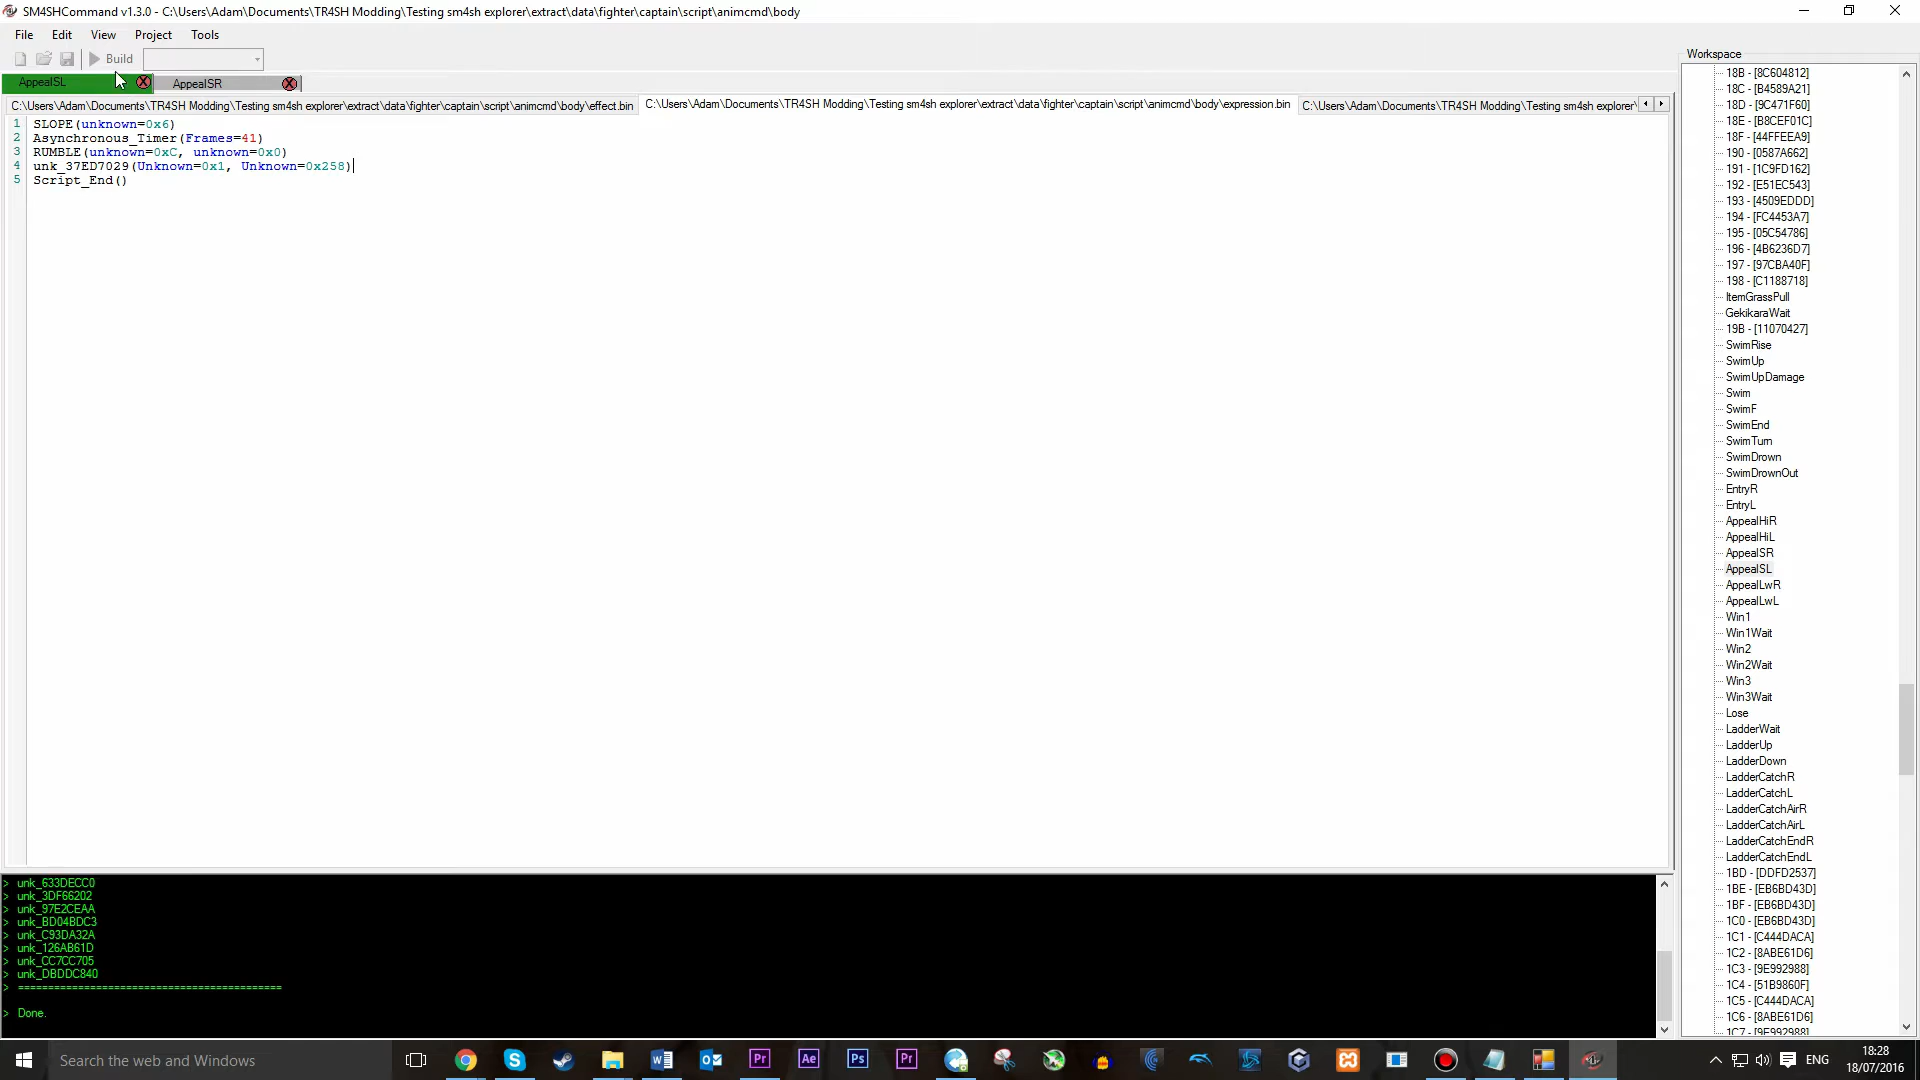 SM4SHCommand v1.3.0 - C:\Users\Adam\Documents\TR4SH Modding\Testing sm4sh explorer\extract\data\fighter\captain\script\animcmd\body
File Edit View Project Tools
Build
AppealSL AppealSR
C:\Users\Adam\Documents\TR4SH Modding\Testing sm4sh explorer\extract\data\fighter\captain\script\animcmd\body\effect.bin C:\Users\Adam\Documents\TR4SH Modding\Testing sm4sh explorer\extract\data\fighter\captain\script\animcmd\body\expression.bin C:\Users\Adam\Documents\TR4SH Modding\Testing sm4sh explorer\
1 SLOPE(unknown=0x6)
2 Asynchronous_Timer(Frames=41)
3 RUMBLE(unknown=0xC, unknown=0x0)
4 unk_37ED7029(Unknown=0x1, Unknown=0x258)
5 Script_End()
> unk_633DECC0
> unk_3DF66202
> unk_97E2CEAA
> unk_BD04BDC3
> unk_C93DA32A
> unk_126AB61D
> unk_CC7CC705
> unk_DBDDC840
> ============================================
> Done.
Workspace
18B - [8C604812]
18C - [B4589A21]
18D - [9C471F60]
18E - [B8CEF01C]
18F - [44FFEEA9]
190 - [0587A662]
191 - [1C9FD162]
192 - [E51EC543]
193 - [4509EDDD]
194 - [FC4453A7]
195 - [05C54786]
196 - [4B6236D7]
197 - [97CBA40F]
198 - [C1188718]
ItemGrassPull
GekikaraWait
19B - [11070427]
SwimRise
SwimUp
SwimUpDamage
Swim
SwimF
SwimEnd
SwimTurn
SwimDrown
SwimDrownOut
EntryR
EntryL
AppealHiR
AppealHiL
AppealSR
AppealSL
AppealLwR
AppealLwL
Win1
Win1Wait
Win2
Win2Wait
Win3
Win3Wait
Lose
LadderWait
LadderUp
LadderDown
LadderCatchR
LadderCatchL
LadderCatchAirR
LadderCatchAirL
LadderCatchEndR
LadderCatchEndL
1BD - [DDFD2537]
1BE - [EB6BD43D]
1BF - [EB6BD43D]
1C0 - [EB6BD43D]
1C1 - [C444DACA]
1C2 - [8ABE61D6]
1C3 - [9E992988]
1C4 - [51B9860F]
1C5 - [C444DACA]
1C6 - [8ABE61D6]
1C7 - [9E992988]
Search the web and Windows
ENG
18:28
18/07/2016